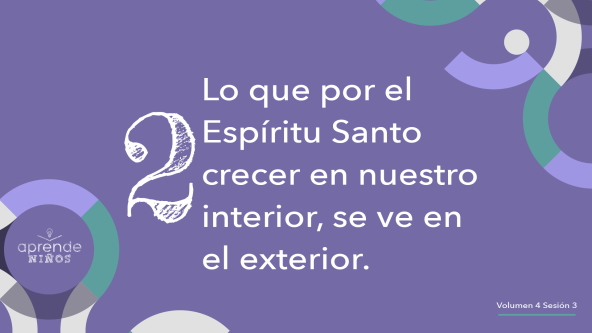 2
Lo que por el
Espíritu Santo
crecer en nuestro
interior, se ve en
el exterior.
aprende
NIÑOS
Volumen 4 Sesión 3